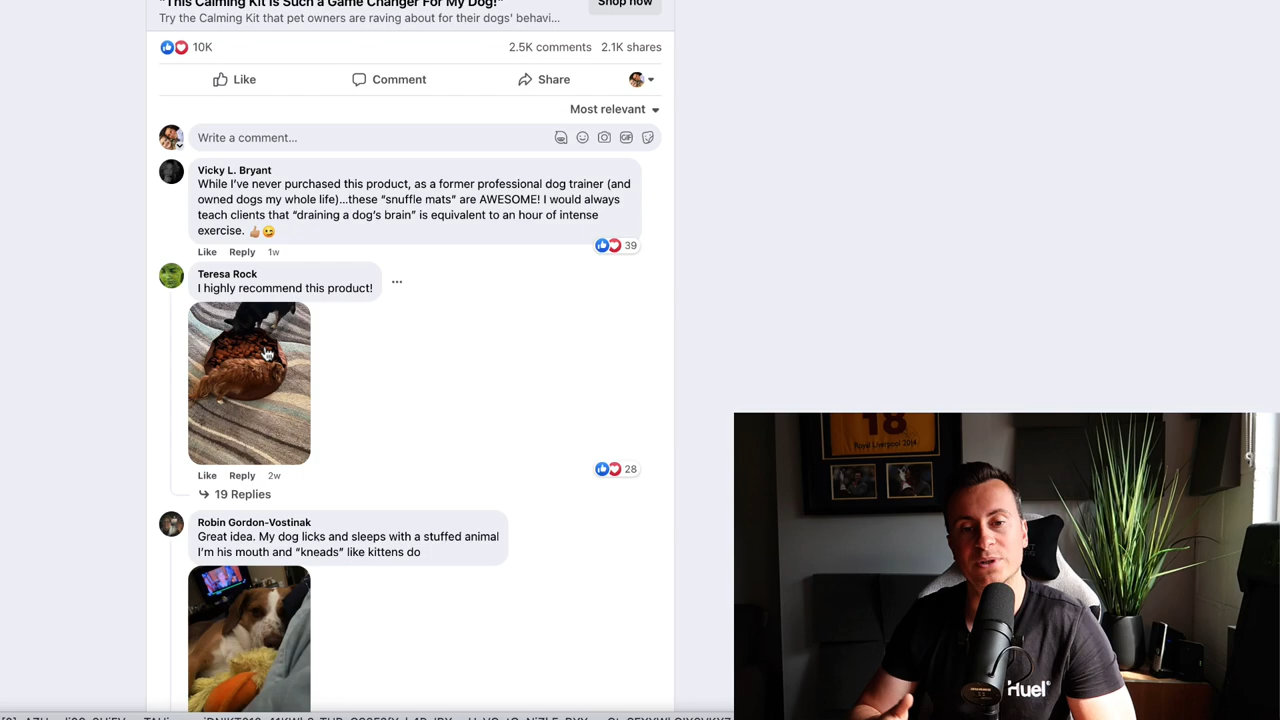 "This Calming Kit Is Such a Game Changer For My Dog!"
Shop now
Try the Calming Kit that pet owners are raving about for their dogs' behavi...
10K
2.5K comments 2.1K shares
Like Comment Share
Most relevant
Write a comment...
GIF
Vicky L. Bryant
While I've never purchased this product, as a former professional dog trainer (and
owned dogs my whole life)...these "snuffle mats" are AWESOME! I would always
teach clients that "draining a dog's brain" is equivalent to an hour of intense
exercise. 👍🏼😜
39
Like Reply 1w
Teresa Rock
I highly recommend this product!
Like Reply 2w
28
19 Replies
Robin Gordon-Vostinak
Great idea. My dog licks and sleeps with a stuffed animal
I'm his mouth and "kneads" like kittens do
18
Royal Liverpool 2014
Huel